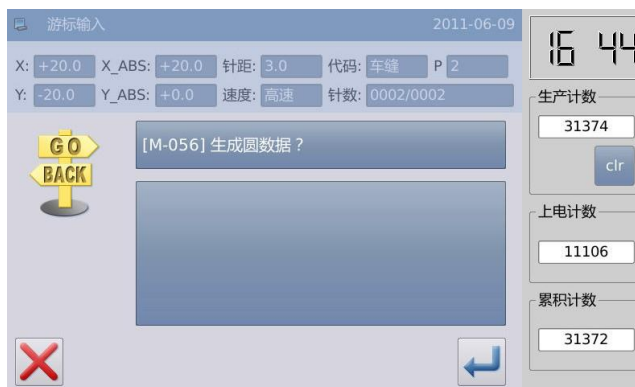 游标输入 2011-06-09
X: +20.0 X_ABS: +20.0 针距: 3.0 代码: 车缝 P 2
Y: -20.0 Y_ABS: +0.0 速度: 高速 针数: 0002/0002
GO
BACK
[M-056] 生成圆数据？
16 44
生产计数
31374
clr
上电计数
11106
累积计数
31372